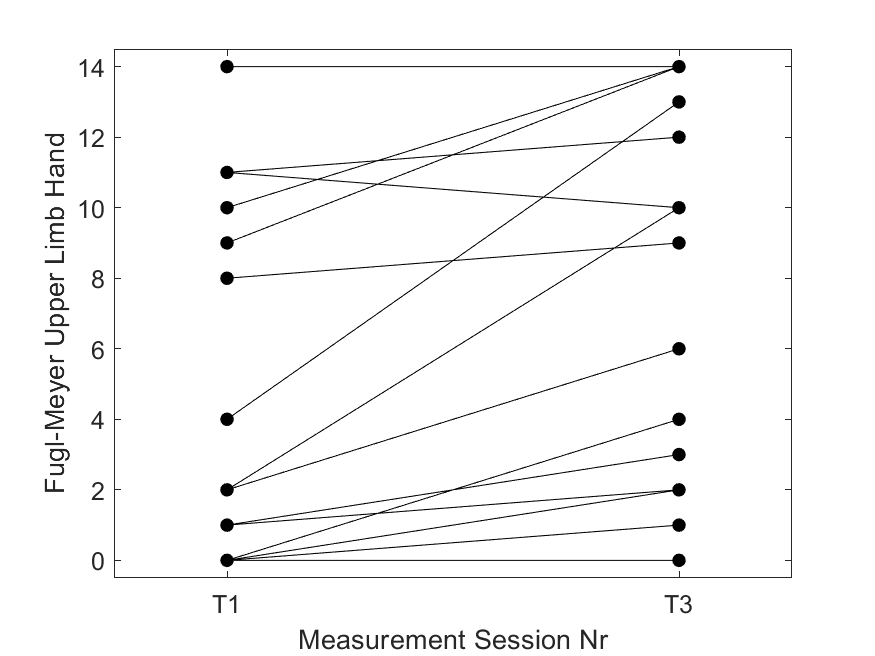 14
12
10
8
6
4
2
0
Fugl-Meyer Upper Limb Hand
T1 T3
Measurement Session Nr